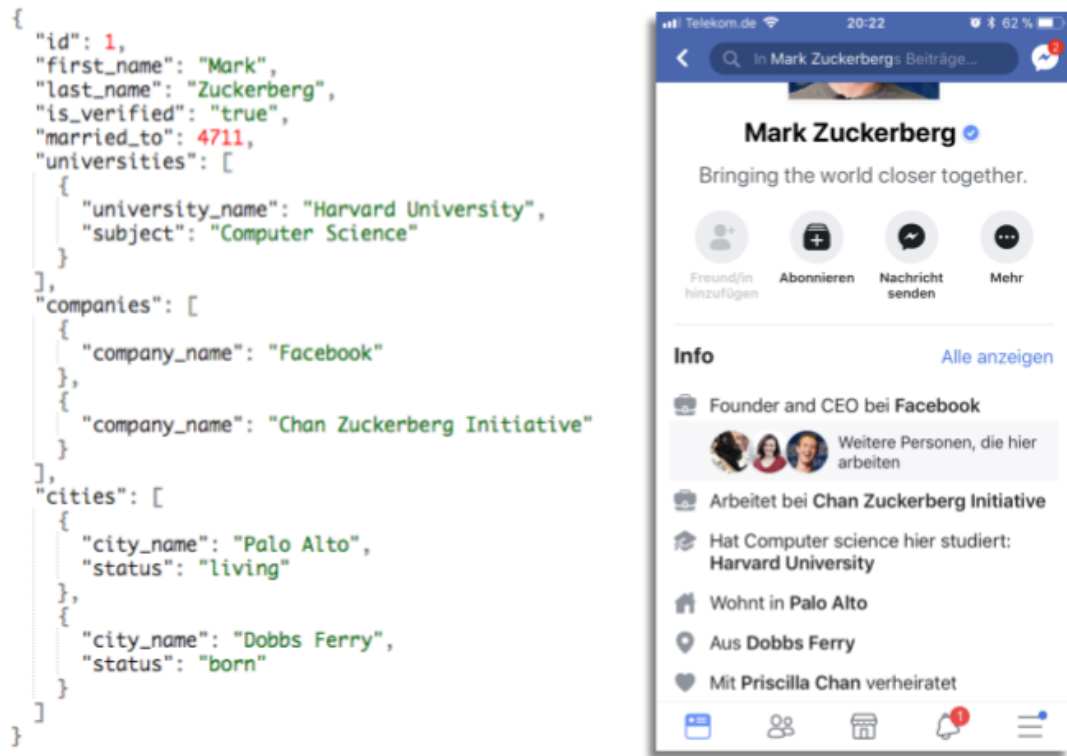 {
"id": 1,
"first_name": "Mark",
"last_name": "Zuckerberg",
"is_verified": "true",
"married_to": 4711,
"universities": [
{
"university_name": "Harvard University",
"subject": "Computer Science"
}
],
"companies": [
{
"company_name": "Facebook"
},
{
"company_name": "Chan Zuckerberg Initiative"
}
],
"cities": [
{
"city_name": "Palo Alto",
"status": "living"
},
{
"city_name": "Dobbs Ferry",
"status": "born"
}
]
}
Telekom.de 20:22 62 %
In Mark Zuckerbergs Beiträge... 2
Mark Zuckerberg
Bringing the world closer together.
Freund/in hinzufügen
Abonnieren
Nachricht senden
Mehr
Info Alle anzeigen
Founder and CEO bei Facebook
Weitere Personen, die hier
arbeiten
Arbeitet bei Chan Zuckerberg Initiative
Hat Computer science hier studiert:
Harvard University
Wohnt in Palo Alto
Aus Dobbs Ferry
Mit Priscilla Chan verheiratet
1